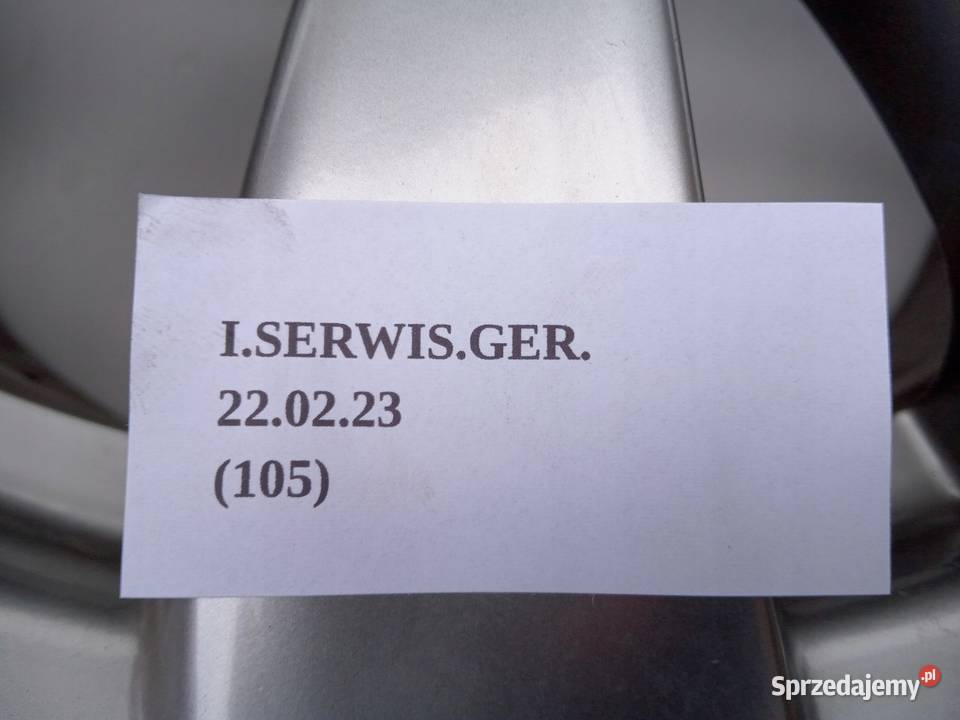 I.SERWIS.GER.
22.02.23
(105)
Sprzedajemy.pl